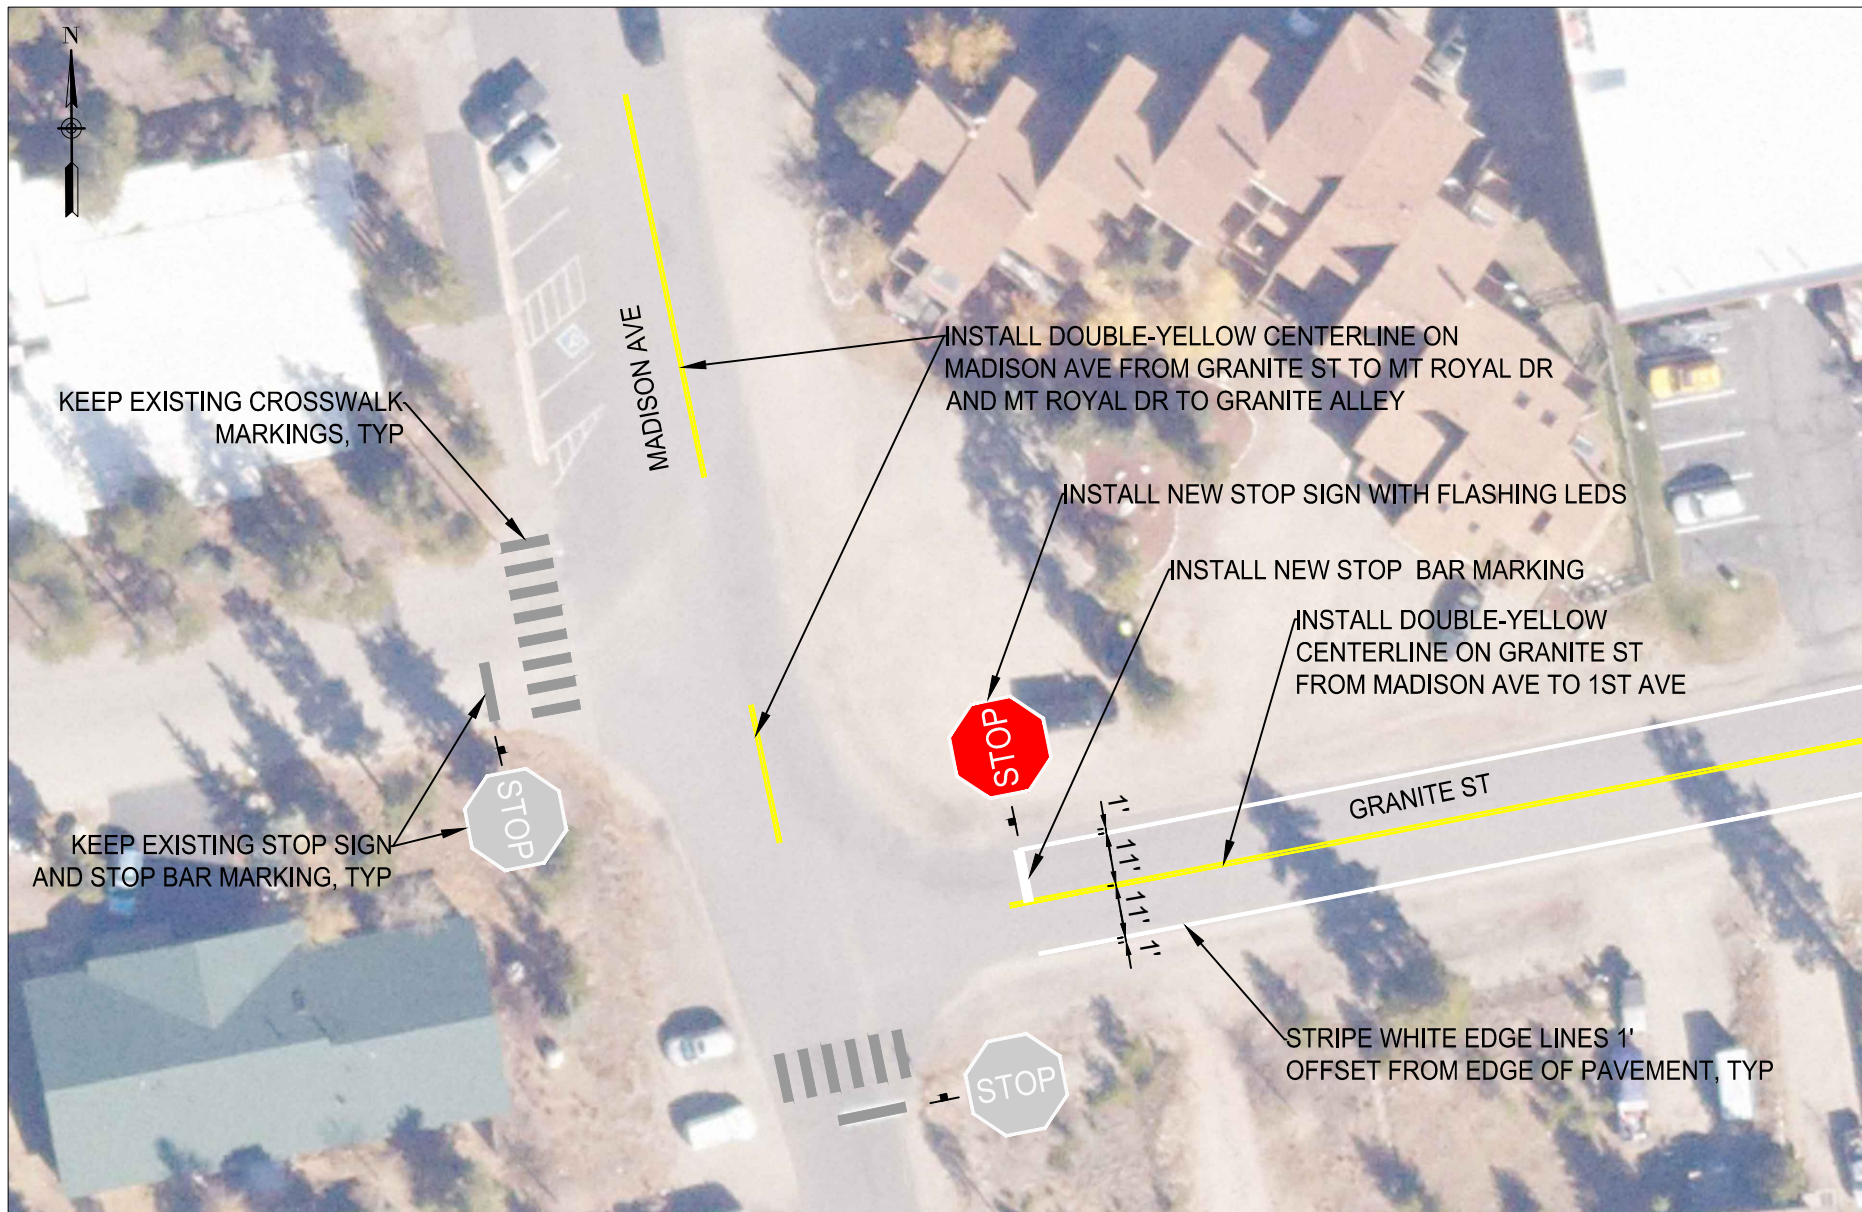 N
MADISON AVE
INSTALL DOUBLE-YELLOW CENTERLINE ON
MADISON AVE FROM GRANITE ST TO MT ROYAL DR
AND MT ROYAL DR TO GRANITE ALLEY
KEEP EXISTING CROSSWALK
MARKINGS, TYP
INSTALL NEW STOP SIGN WITH FLASHING LEDS
INSTALL NEW STOP BAR MARKING
INSTALL DOUBLE-YELLOW
CENTERLINE ON GRANITE ST
FROM MADISON AVE TO 1ST AVE
STOP
STOP
GRANITE ST
1'
11'
11'
1'
KEEP EXISTING STOP SIGN
AND STOP BAR MARKING, TYP
STRIPE WHITE EDGE LINES 1'
OFFSET FROM EDGE OF PAVEMENT, TYP
STOP